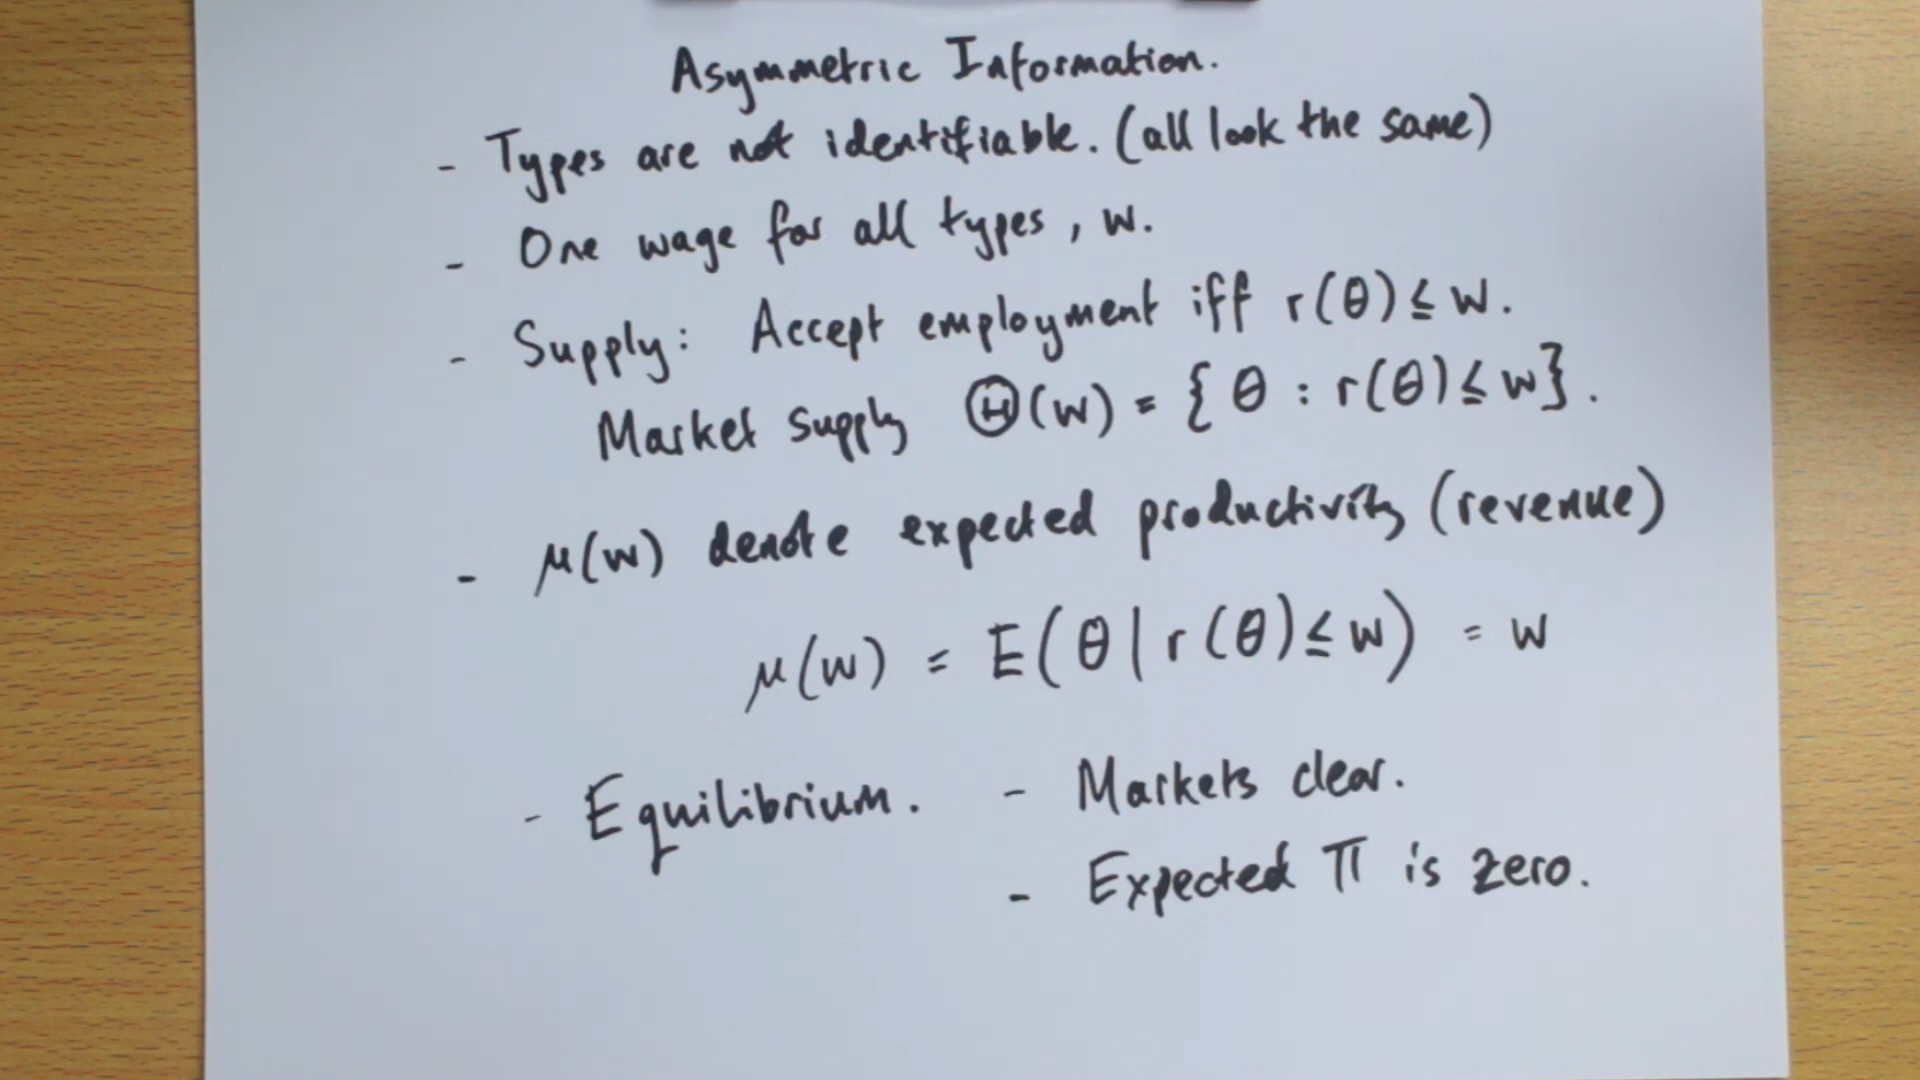 Asymmetric Information.
- Types are not identifiable. (all look the same)
- One wage for all types, w.
- Supply: Accept employment iff r(θ) ≤ w.
Market supply Θ(w) = { θ : r(θ) ≤ w}.
- μ(w) denote expected productivity (revenue)
μ(w) = E(θ | r(θ) ≤ w) = w
- Equilibrium. - Markets clear.
- Expected π is zero.